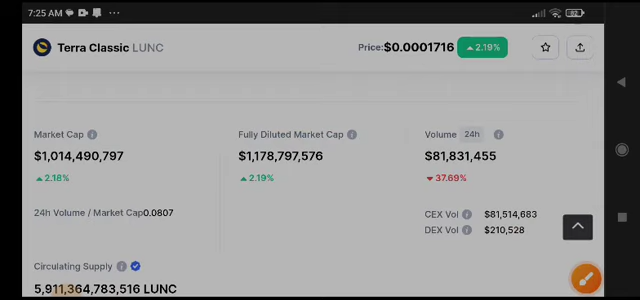 7:25 AM ... 92
Terra Classic LUNC Price:$0.0001716 2.19%
Market Cap Fully Diluted Market Cap Volume 24h
$1,014,490,797 $1,178,797,576 $81,831,455
2.18% 2.19% 37.69%
24h Volume / Market Cap0.0807
CEX Vol $81,514,683
DEX Vol $210,528
Circulating Supply
5,911,364,783,516 LUNC